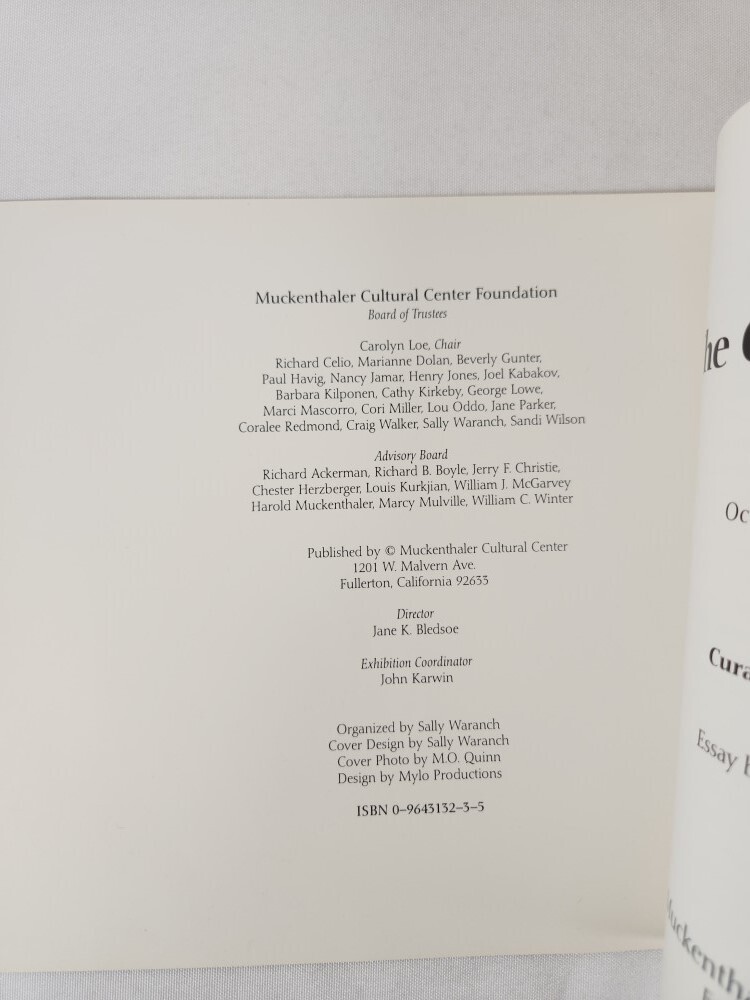 Muckenthaler Cultural Center Foundation
Board of Trustees
Carolyn Loe, Chair
Richard Celio, Marianne Dolan, Beverly Gunter,
Paul Havig, Nancy Jamar, Henry Jones, Joel Kabakov,
Barbara Kilponen, Cathy Kirkeby, George Lowe,
Marci Mascorro, Cori Miller, Lou Oddo, Jane Parker,
Coralee Redmond, Craig Walker, Sally Waranch, Sandi Wilson
Advisory Board
Richard Ackerman, Richard B. Boyle, Jerry F. Christie,
Chester Herzberger, Louis Kurkjian, William J. McGarvey
Harold Muckenthaler, Marcy Mulville, William C. Winter
Published by © Muckenthaler Cultural Center
1201 W. Malvern Ave.
Fullerton, California 92633
Director
Jane K. Bledsoe
Exhibition Coordinator
John Karwin
Organized by Sally Waranch
Cover Design by Sally Waranch
Cover Photo by M.O. Quinn
Design by Mylo Productions
ISBN 0–9643132–3–5
Essay